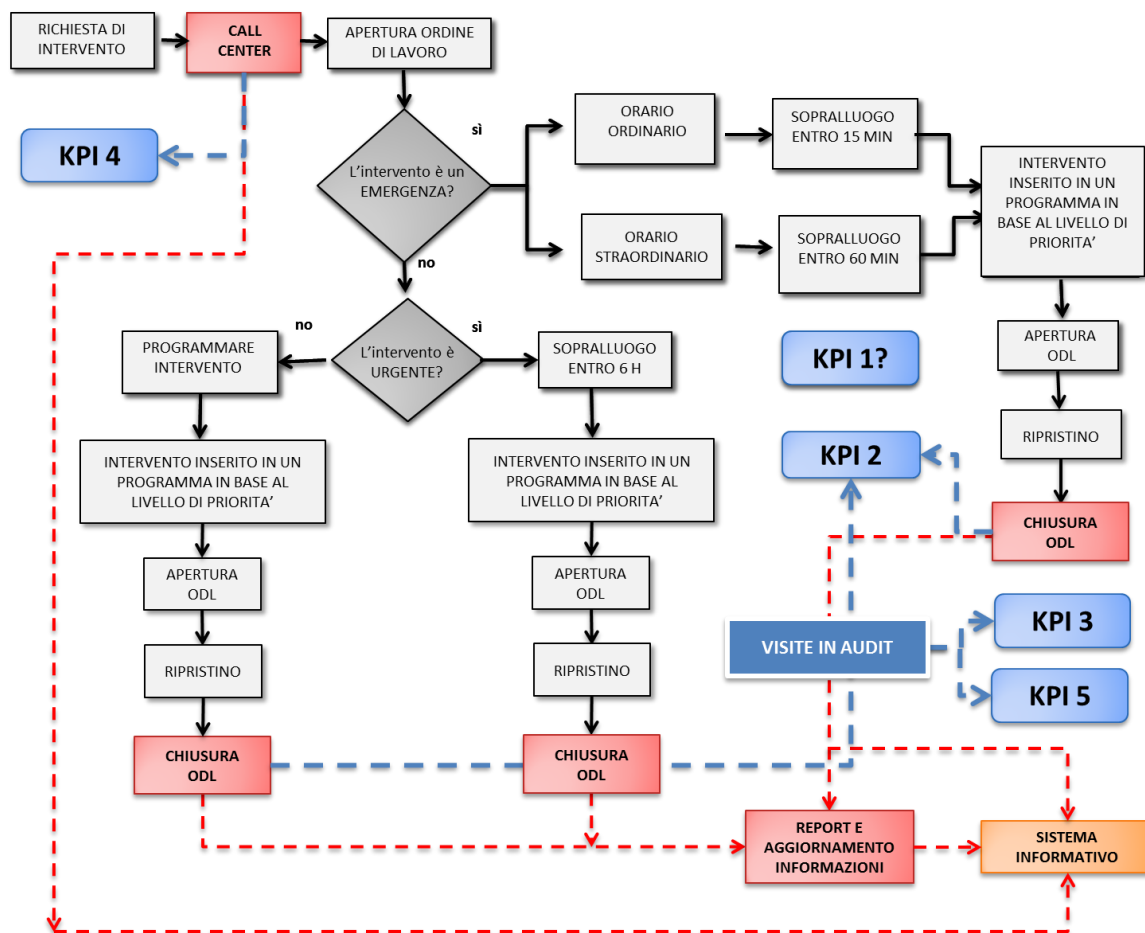 RICHIESTA DI
INTERVENTO
CALL
CENTER
APERTURA ORDINE
DI LAVORO
KPI 4
L'intervento è un
EMERGENZA?
sì
no
ORARIO
ORDINARIO
SOPRALLUOGO
ENTRO 15 MIN
ORARIO
STRAORDINARIO
SOPRALLUOGO
ENTRO 60 MIN
INTERVENTO
INSERITO IN UN
PROGRAMMA IN
BASE AL LIVELLO DI
PRIORITA'
L'intervento è
URGENTE?
no
sì
PROGRAMMARE
INTERVENTO
SOPRALLUOGO
ENTRO 6 H
KPI 1?
APERTURA
ODL
INTERVENTO INSERITO IN UN
PROGRAMMA IN BASE AL
LIVELLO DI PRIORITA'
INTERVENTO INSERITO IN UN
PROGRAMMA IN BASE AL
LIVELLO DI PRIORITA'
KPI 2
RIPRISTINO
CHIUSURA
ODL
APERTURA
ODL
APERTURA
ODL
VISITE IN AUDIT
KPI 3
RIPRISTINO
RIPRISTINO
KPI 5
CHIUSURA
ODL
CHIUSURA
ODL
REPORT E
AGGIORNAMENTO
INFORMAZIONI
SISTEMA
INFORMATIVO